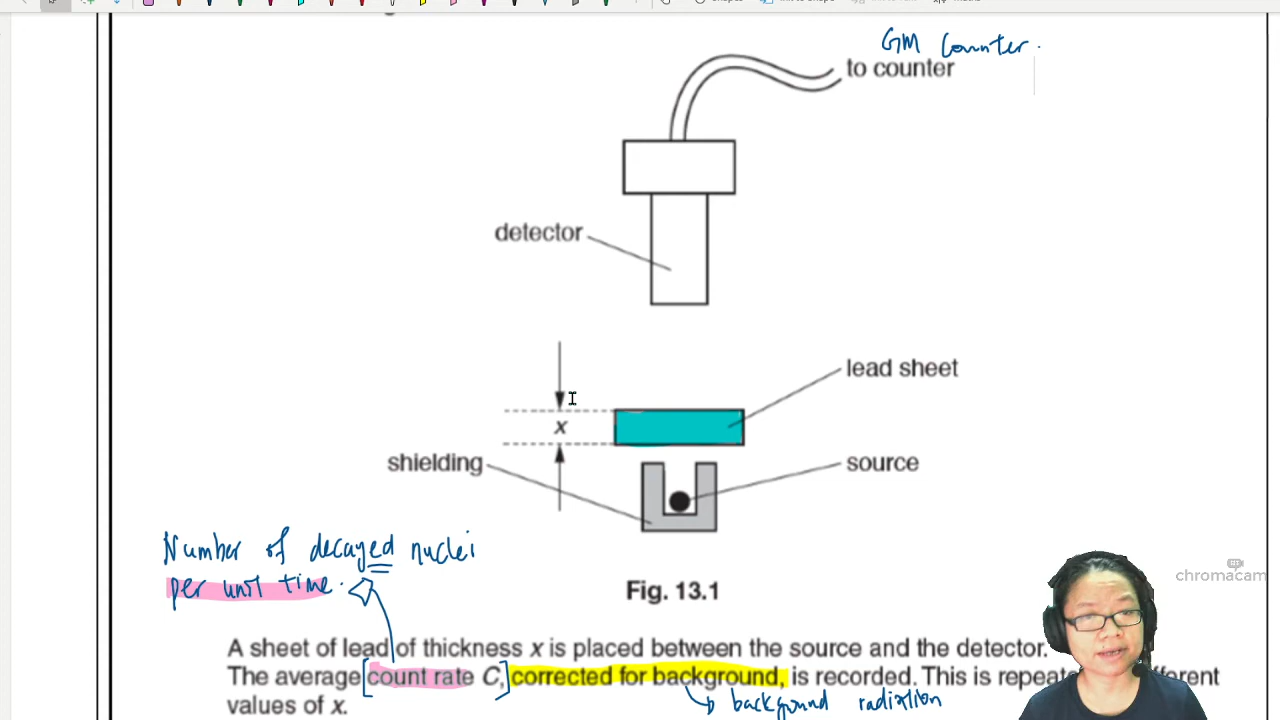 GM Counter.
to counter
detector
lead sheet
x
shielding
source
Number of decayed nuclei
per unit time.
Fig. 13.1
chromacam
A sheet of lead of thickness x is placed between the source and the detector.
The average [count rate C,] corrected for background, is recorded. This is fferent
values of x.
background radiation